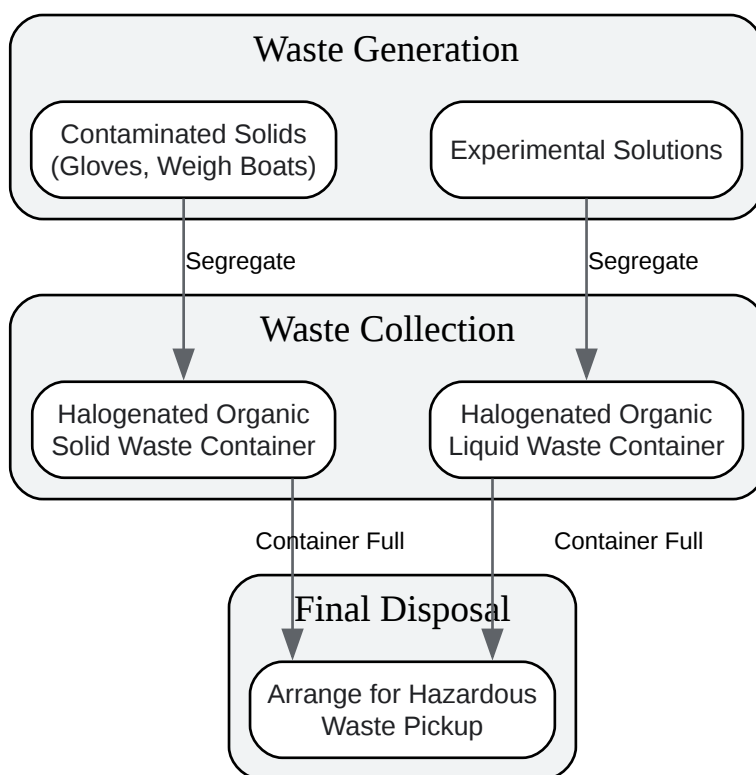 Waste Generation
Contaminated Solids
(Gloves, Weigh Boats)
Experimental Solutions
Segregate
Segregate
Waste Collection
Halogenated Organic
Solid Waste Container
Halogenated Organic
Liquid Waste Container
Container Full
Container Full
Final Disposal
Arrange for Hazardous
Waste Pickup